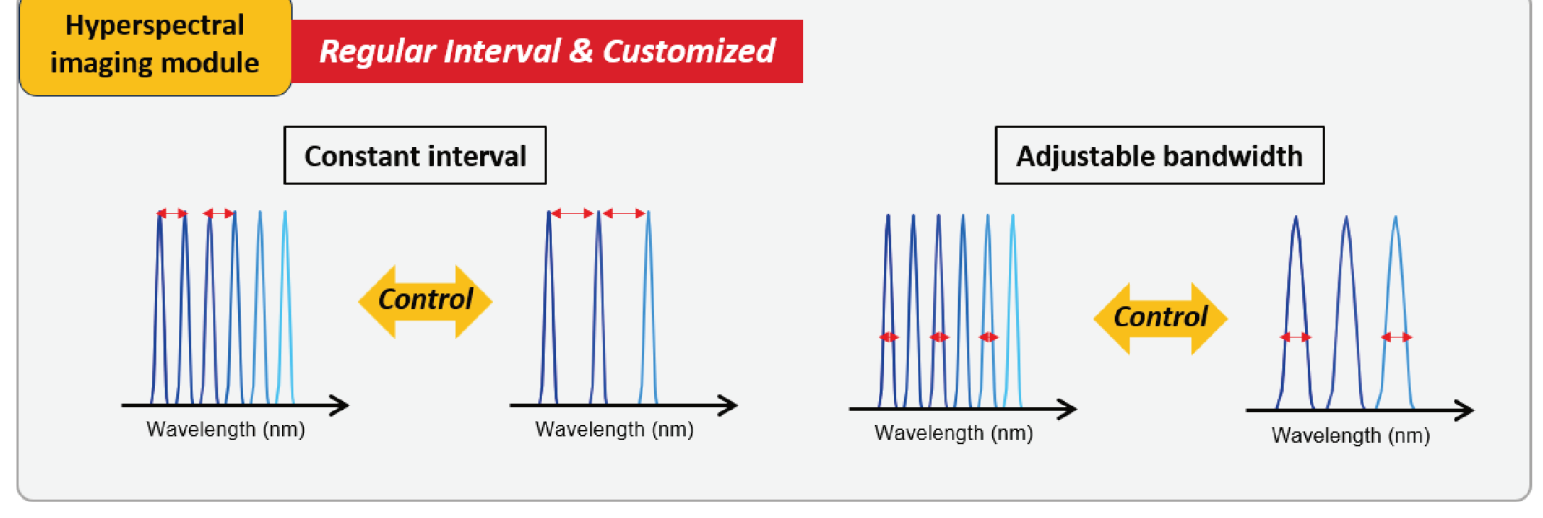 Hyperspectral
imaging module
Regular Interval & Customized
Constant interval
Control
Wavelength (nm)
Wavelength (nm)
Adjustable bandwidth
Control
Wavelength (nm)
Wavelength (nm)